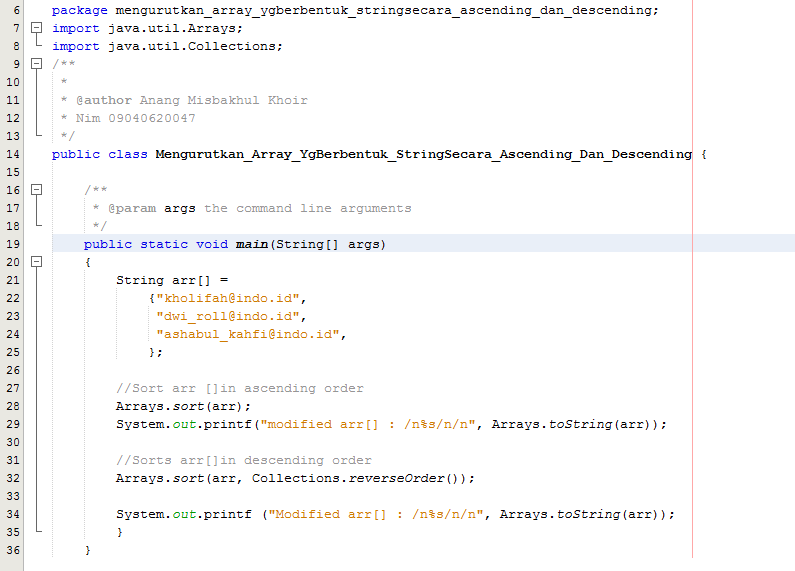 6 package mengurutkan_array_ygberbentuk_stringsecara_ascending_dan_descending;
7 import java.util.Arrays;
8 import java.util.Collections;
9 /**
10 *
11 * @author Anang Misbakhul Khoir
12 * Nim 09040620047
13 */
14 public class Mengurutkan_Array_YgBerbentuk_StringSecara_Ascending_Dan_Descending {
15
16 /**
17 * @param args the command line arguments
18 */
19 public static void main(String[] args)
20 {
21 String arr[] =
22 {"kholifah@indo.id",
23 "dwi_roll@indo.id",
24 "ashabul_kahfi@indo.id",
25 };
26
27 //Sort arr []in ascending order
28 Arrays.sort(arr);
29 System.out.printf("modified arr[] : /n%s/n/n", Arrays.toString(arr));
30
31 //Sorts arr[]in descending order
32 Arrays.sort(arr, Collections.reverseOrder());
33
34 System.out.printf ("Modified arr[] : /n%s/n/n", Arrays.toString(arr));
35 }
36 }